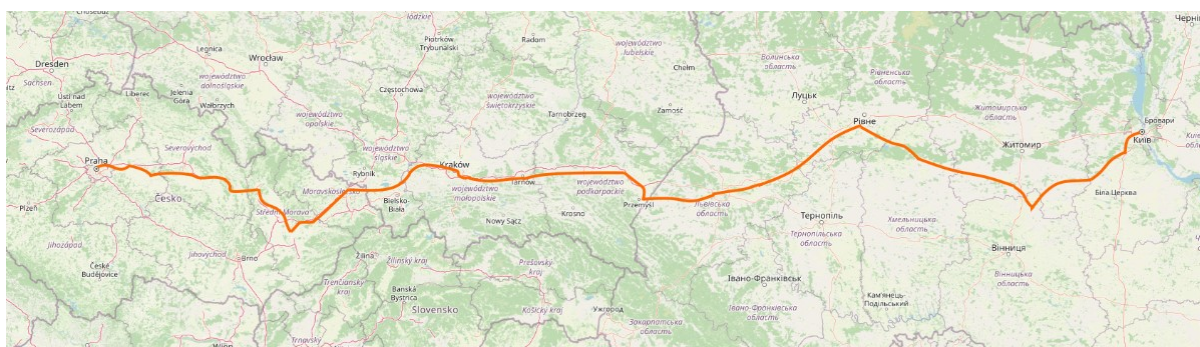 Dresden
Sachsen
Ústí nad
Labem
Liberec
Jelenia
Góra
Legnica
Wrocław
województwo
dolnośląskie
Wałbrzych
Severozápad
Severovýchod
Praha
Plzeň
Česko
Jihozápad
České
Budějovice
Jihovýchod
Brno
Střední Morava
Moravskoslezsko
województwo
opolskie
łódzkie
Piotrków
Trybunalski
Częstochowa
województwo
śląskie
Rybnik
Bielsko-
Biała
Kraków
województwo
małopolskie
Nowy Sącz
Tarnów
Radom
województwo
świętokrzyskie
Tarnobrzeg
województwo
lubelskie
Chełm
Zamość
województwo
podkarpackie
Krosno
Przemyśl
Žilina
Žilinský kraj
Trenčiansky
kraj
Banská
Bystrica
Slovensko
Trnavský
Prešovský
kraj
Košický kraj
Ужгород
Закарпатська
область
Львівська
область
Волинська
область
Луцьк
Рівне
Рівненська
область
Тернопіль
Тернопільська
область
Івано-Франківськ
Івано-Франківська
область
Хмельницька
область
Кам'янець-
Подільський
Житомирська
область
Житомир
Вінниця
Вінницька
область
Біла Церква
Київ
Бровари